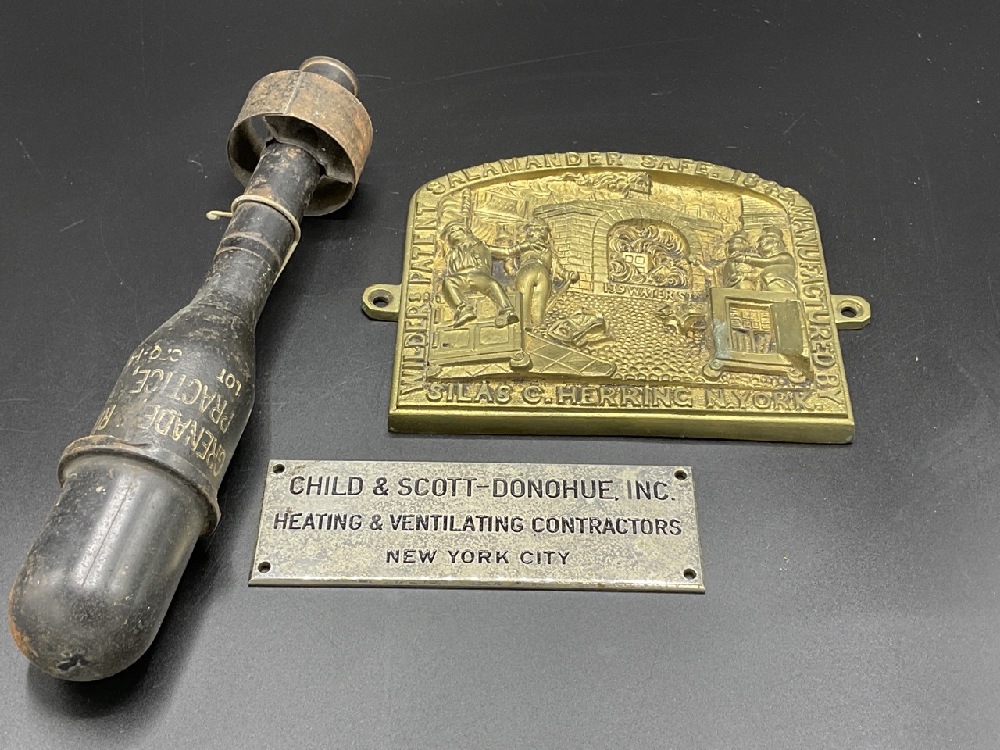 GRENADE, R
PRACTICE,
LOT
WILDER'S PATENT SALAMANDER SAFE. MANUFACTURED BY
SILAS C. HERRING N. YORK.
CHILD & SCOTT-DONOHUE, INC.
HEATING & VENTILATING CONTRACTORS
NEW YORK CITY